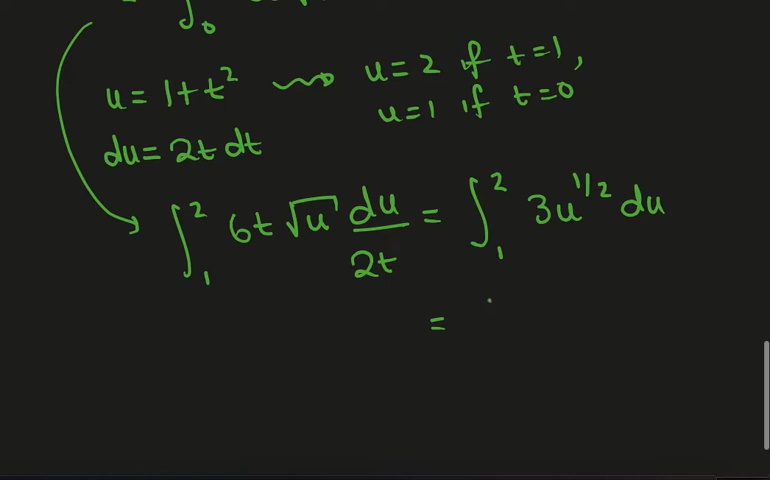 ∫₀
u = 1 + t² ⟿ u = 2 if t = 1,
u = 1 if t = 0
du = 2t dt
∫₁² 6t √u du/2t = ∫₁² 3u^{1/2} du
=